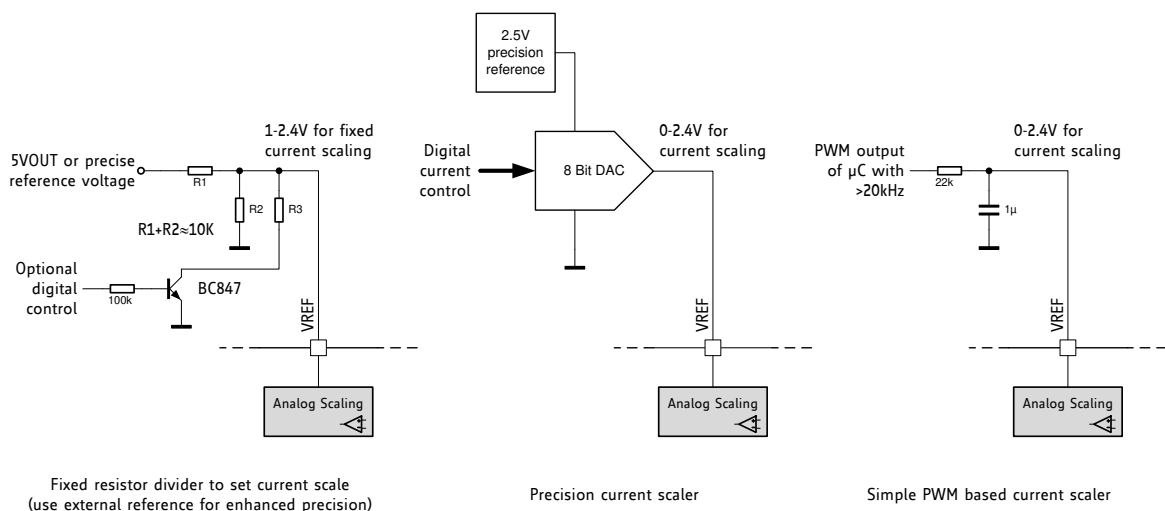 1-2.4V for fixed
current scaling
5VOUT or precise
reference voltage
R1
R2
R3
R1+R2≈10K
Optional
digital
control
100k
BC847
VREF
Analog Scaling
Fixed resistor divider to set current scale
(use external reference for enhanced precision)
2.5V
precision
reference
Digital
current
control
8 Bit DAC
0-2.4V for
current scaling
VREF
Analog Scaling
Precision current scaler
PWM output
of µC with
>20kHz
22k
1µ
0-2.4V for
current scaling
VREF
Analog Scaling
Simple PWM based current scaler